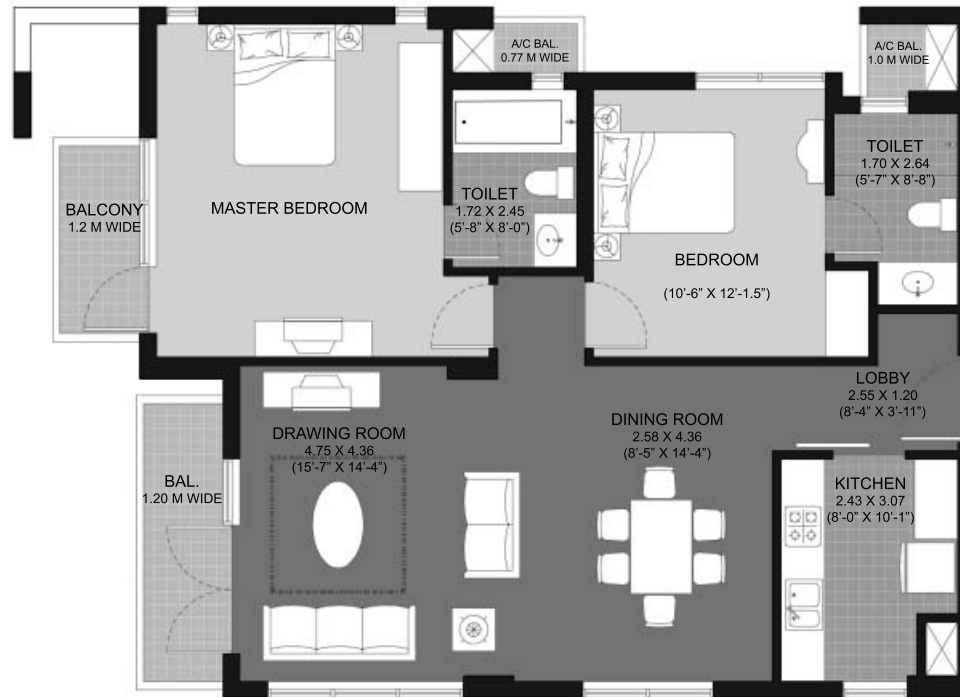 A/C BAL.
0.77 M WIDE
A/C BAL.
1.0 M WIDE
TOILET
1.70 X 2.64
(5'-7" X 8'-8")
BALCONY
1.2 M WIDE
MASTER BEDROOM
TOILET
1.72 X 2.45
(5'-8" X 8'-0")
BEDROOM
(10'-6" X 12'-1.5")
LOBBY
2.55 X 1.20
(8'-4" X 3'-11")
DRAWING ROOM
4.75 X 4.36
(15'-7" X 14'-4")
DINING ROOM
2.58 X 4.36
(8'-5" X 14'-4")
BAL.
1.20 M WIDE
KITCHEN
2.43 X 3.07
(8'-0" X 10'-1")